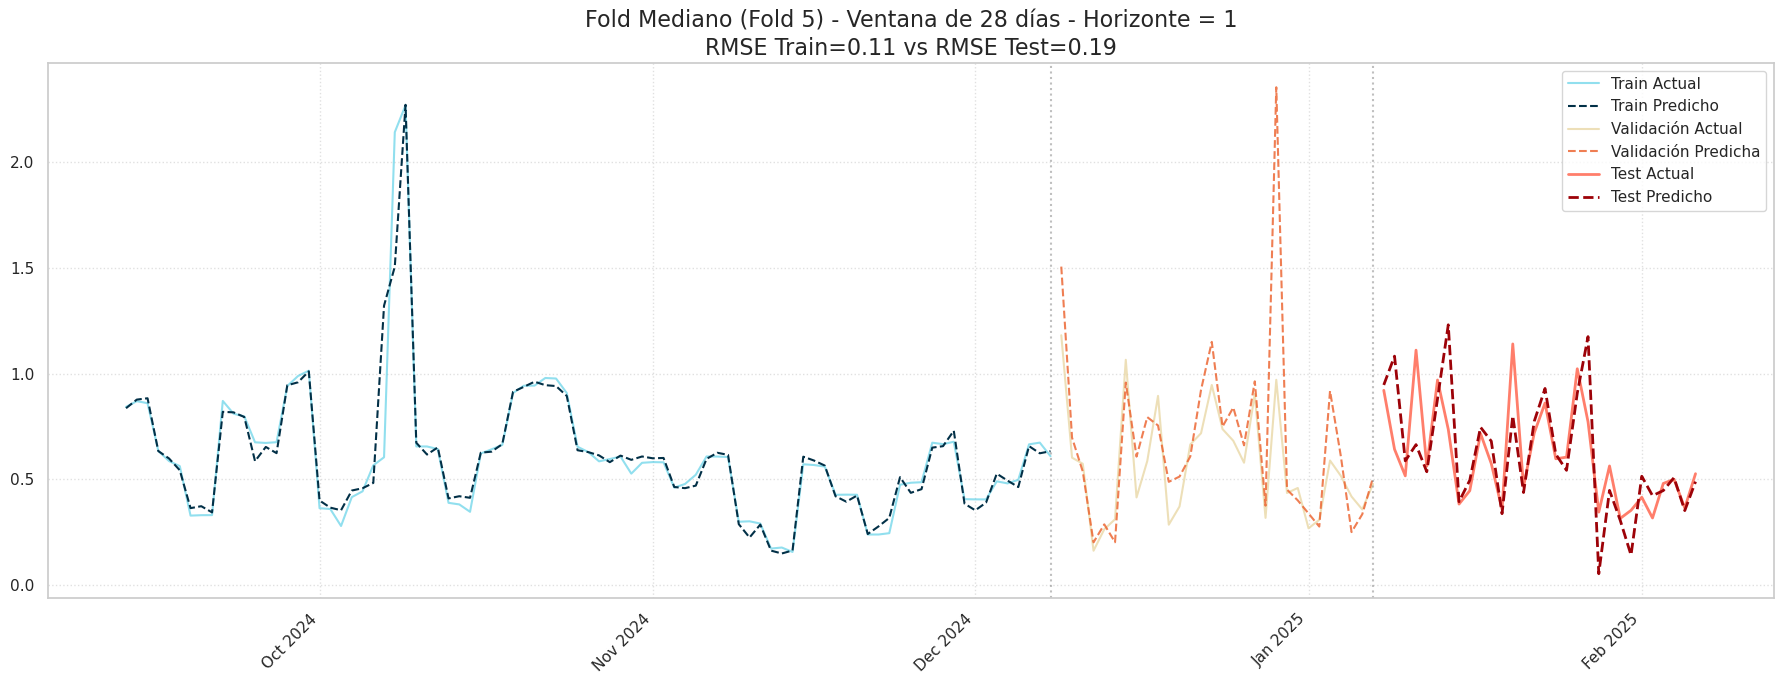 Fold Mediano (Fold 5) - Ventana de 28 días - Horizonte = 1
RMSE Train=0.11 vs RMSE Test=0.19
Train Actual
Train Predicho
Validación Actual
Validación Predicha
Test Actual
Test Predicho
2.0
1.5
1.0
0.5
0.0
Oct 2024
Nov 2024
Dec 2024
Jan 2025
Feb 2025